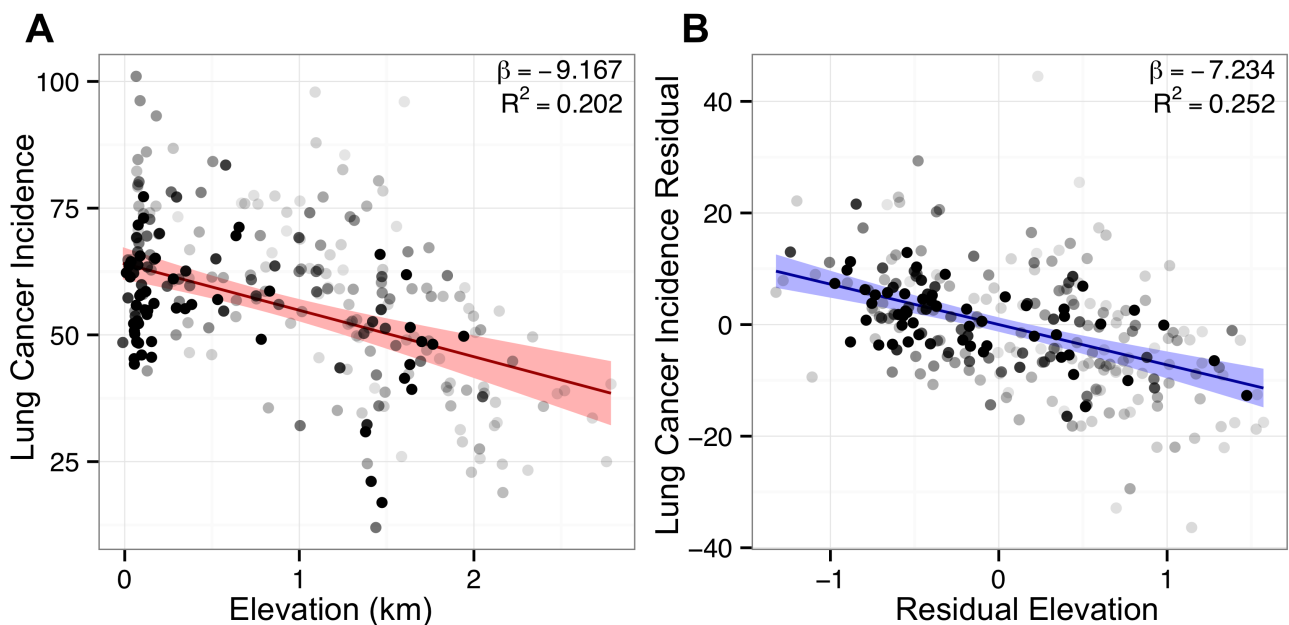 A
β = −9.167
R² = 0.202
100
75
50
25
0
1
2
Lung Cancer Incidence
Elevation (km)
B
β = −7.234
R² = 0.252
40
20
0
−20
−40
−1
0
1
Lung Cancer Incidence Residual
Residual Elevation